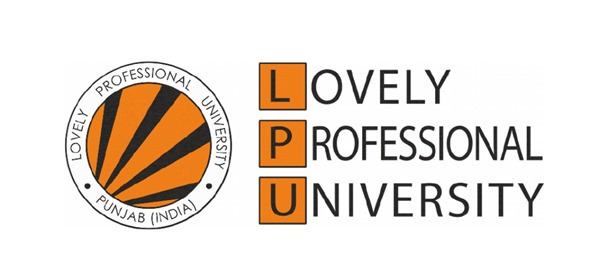 LOVELY PROFESSIONAL UNIVERSITY
• PUNJAB (INDIA) •
LOVELY
PROFESSIONAL
UNIVERSITY